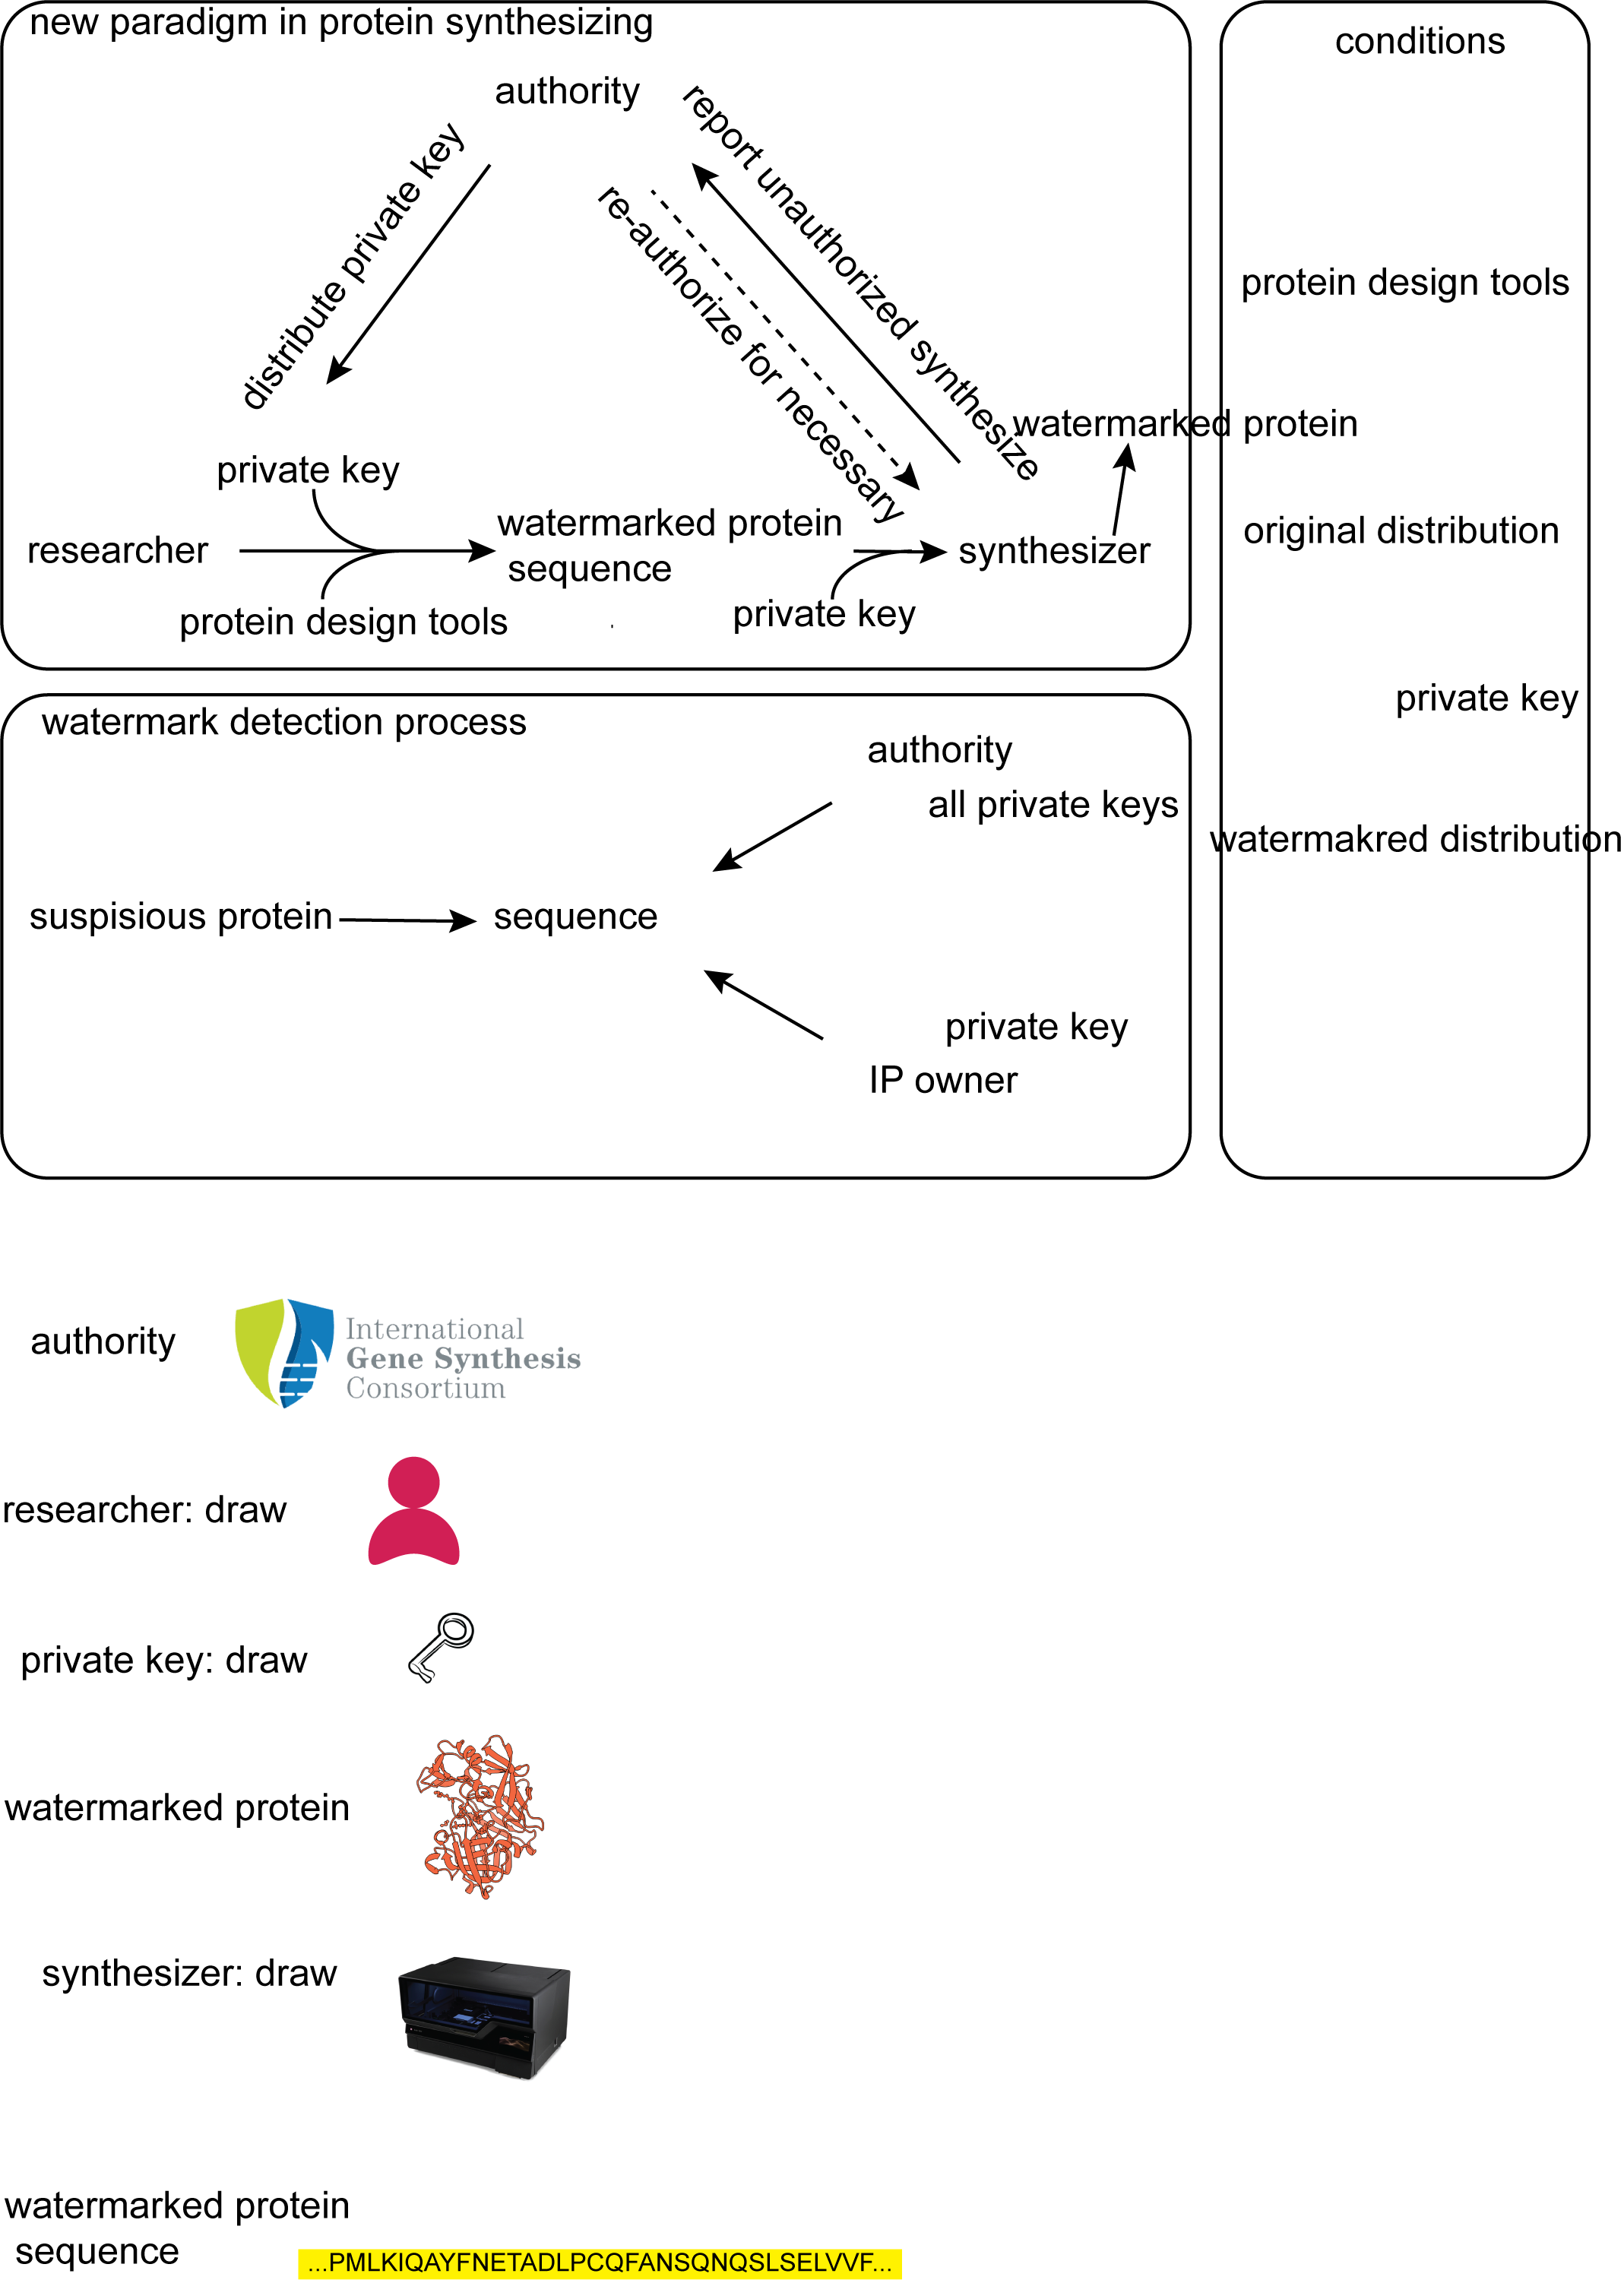 new paradigm in protein synthesizing
authority
distribute private key
report unauthorized synthesize
re-authorize for necessary
private key
researcher
protein design tools
watermarked protein
sequence
private key
synthesizer
watermarked protein
conditions
protein design tools
original distribution
private key
watermakred distribution
watermark detection process
authority
all private keys
suspisious protein
sequence
private key
IP owner
authority
International
Gene Synthesis
Consortium
researcher: draw
private key: draw
watermarked protein
synthesizer: draw
watermarked protein
sequence
...PMLKIQAYFNETADLPCQFANSQNQSLSELVVF...